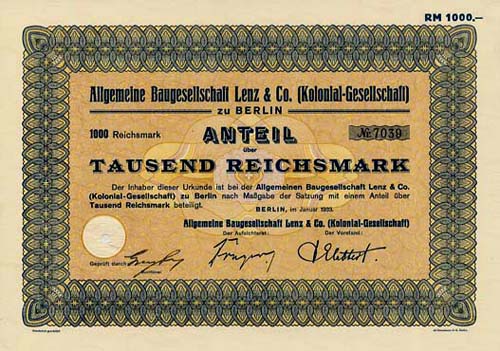 RM 1000.—
Allgemeine Baugesellschaft Lenz & Co. (Kolonial-Gesellschaft)
zu BERLIN
1000 Reichsmark ANTEIL № 7039
über
TAUSEND REICHSMARK
Der Inhaber dieser Urkunde ist bei der Allgemeinen Baugesellschaft Lenz & Co.
(Kolonial-Gesellschaft) zu Berlin nach Maßgabe der Satzung mit einem Anteil über
Tausend Reichsmark beteiligt.
BERLIN, im Januar 1933.
Allgemeine Baugesellschaft Lenz & Co. (Kolonial-Gesellschaft)
Der Aufsichtsrat: Der Vorstand:
Geprüft durch